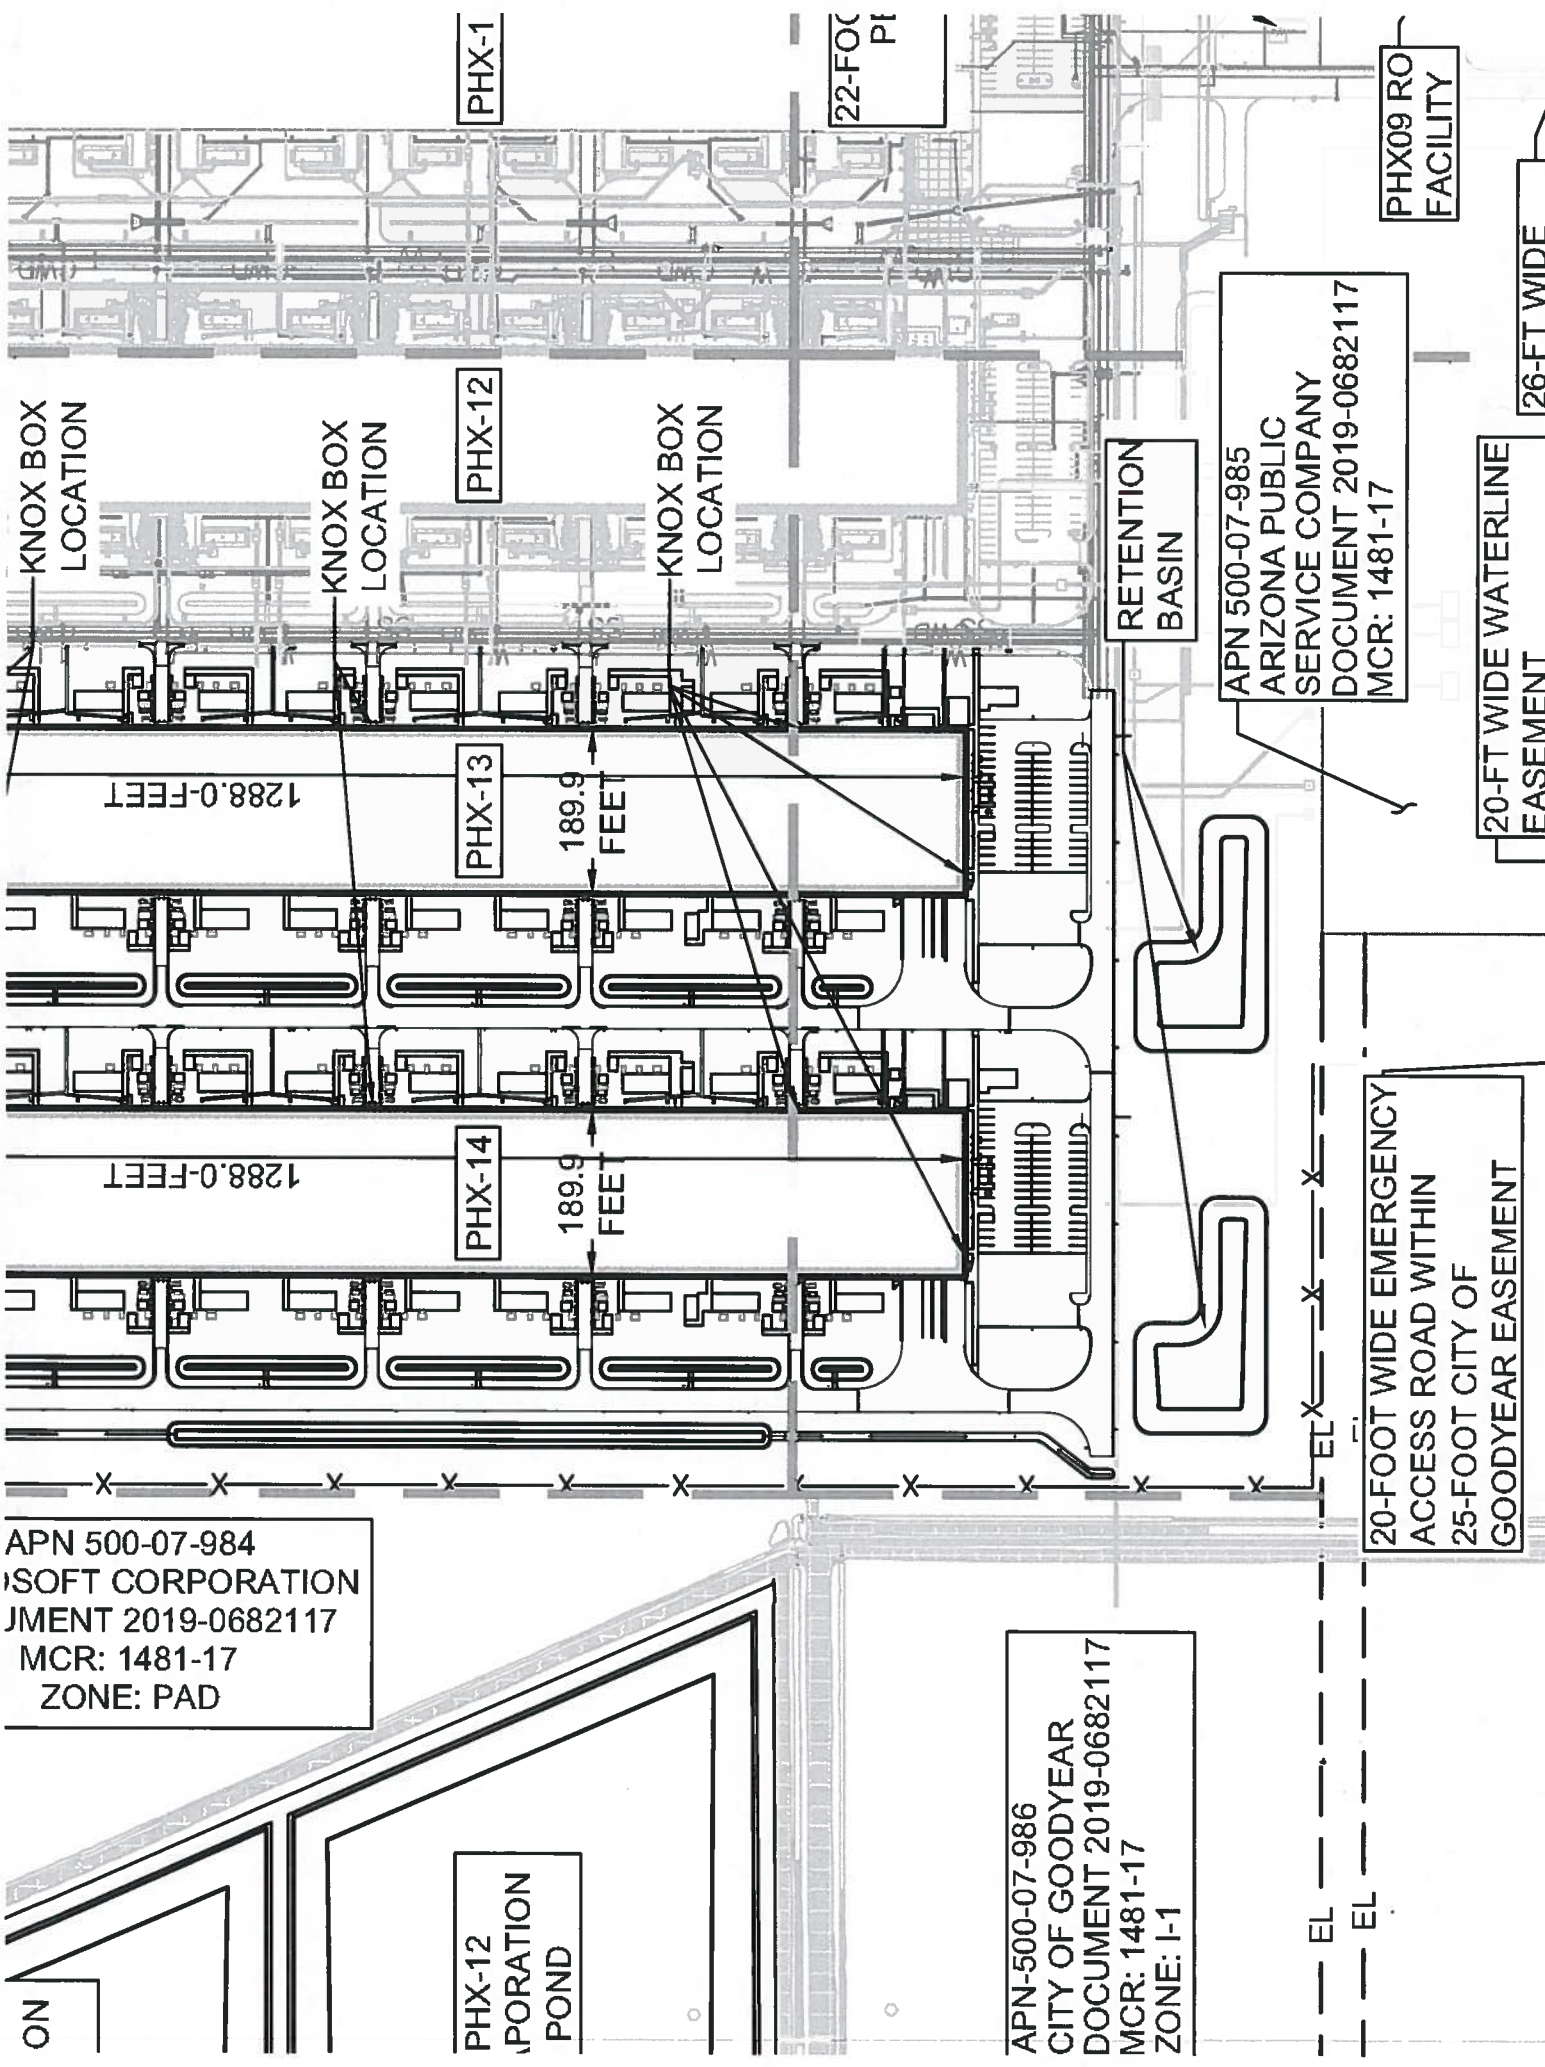 PHX-1
22-FOO
PHX09 RO
FACILITY
26-FT WIDE
KNOX BOX
LOCATION
KNOX BOX
LOCATION
PHX-12
KNOX BOX
LOCATION
RETENTION
BASIN
APN 500-07-985
ARIZONA PUBLIC
SERVICE COMPANY
DOCUMENT 2019-0682117
MCR: 1481-17
20-FT WIDE WATERLINE
EASEMENT
1288.0-FEET
PHX-13
189.9
FEET
1288.0-FEET
PHX-14
189.9
FEET
20-FOOT WIDE EMERGENCY
ACCESS ROAD WITHIN
25-FOOT CITY OF
GOODYEAR EASEMENT
X
X
X
X
X
X
X
X
X
X
X
X
X
X
EL
APN 500-07-984
SOFT CORPORATION
UMENT 2019-0682117
MCR: 1481-17
ZONE: PAD
ON
PHX-12
PORATION
POND
APN-500-07-986
CITY OF GOODYEAR
DOCUMENT 2019-0682117
MCR: 1481-17
ZONE: I-1
EL
EL